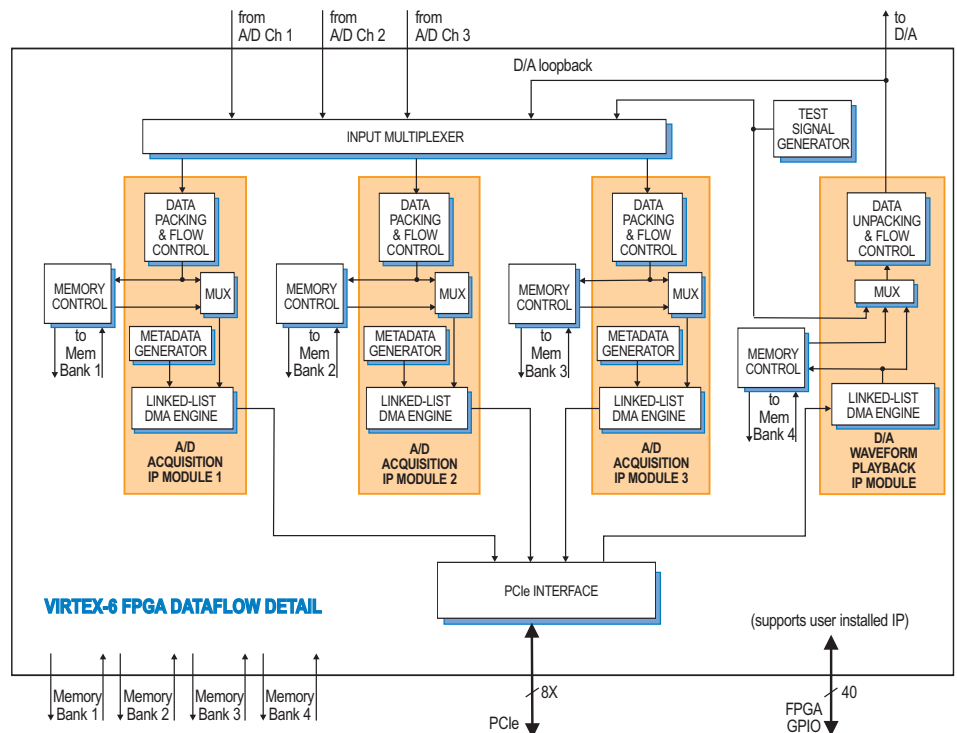 from
A/D Ch 1
from
A/D Ch 2
from
A/D Ch 3
to
D/A
D/A loopback
INPUT MULTIPLEXER
TEST
SIGNAL
GENERATOR
DATA
PACKING
& FLOW
CONTROL
MEMORY
CONTROL
MUX
to
Mem
Bank 1
METADATA
GENERATOR
LINKED-LIST
DMA ENGINE
A/D
ACQUISITION
IP MODULE 1
DATA
PACKING
& FLOW
CONTROL
MEMORY
CONTROL
MUX
to
Mem
Bank 2
METADATA
GENERATOR
LINKED-LIST
DMA ENGINE
A/D
ACQUISITION
IP MODULE 2
DATA
PACKING
& FLOW
CONTROL
MEMORY
CONTROL
MUX
to
Mem
Bank 3
METADATA
GENERATOR
LINKED-LIST
DMA ENGINE
A/D
ACQUISITION
IP MODULE 3
DATA
UNPACKING
& FLOW
CONTROL
MUX
MEMORY
CONTROL
to
Mem
Bank 4
LINKED-LIST
DMA ENGINE
D/A
WAVEFORM
PLAYBACK
IP MODULE
PCIe INTERFACE
VIRTEX-6 FPGA DATAFLOW DETAIL
(supports user installed IP)
Memory
Bank 1
Memory
Bank 2
Memory
Bank 3
Memory
Bank 4
8X
PCIe
40
FPGA
GPIO